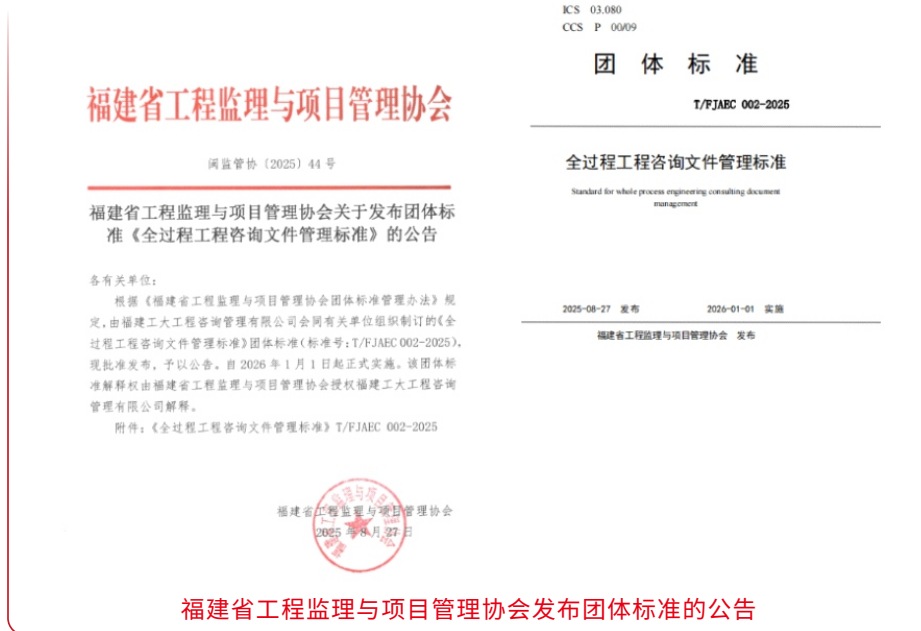 福建省工程监理与项目管理协会
闽监管协〔2025〕44 号
福建省工程监理与项目管理协会关于发布团体标
准《全过程工程咨询文件管理标准》的公告
各有关单位：
根据《福建省工程监理与项目管理协会团体标准管理办法》规
定，由福建工大工程咨询管理有限公司会同有关单位组织制订的《全
过程工程咨询文件管理标准》团体标准（标准号：T/FJAEC 002-2025），
现批准发布，予以公告。自 2026 年 1 月 1 日起正式实施。该团体标
准解释权由福建省工程监理与项目管理协会授权福建工大工程咨询
管理有限公司解释。
附件：《全过程工程咨询文件管理标准》T/FJAEC 002-2025
福建省工程监理与项目管理协会
2025 年 8 月 27 日
ICS 03.080
CCS P 00/09
团 体 标 准
T/FJAEC 002-2025
全过程工程咨询文件管理标准
Standard for whole process engineering consulting document
management
2025-08-27 发布 2026-01-01 实施
福建省工程监理与项目管理协会 发布
福建省工程监理与项目管理协会发布团体标准的公告